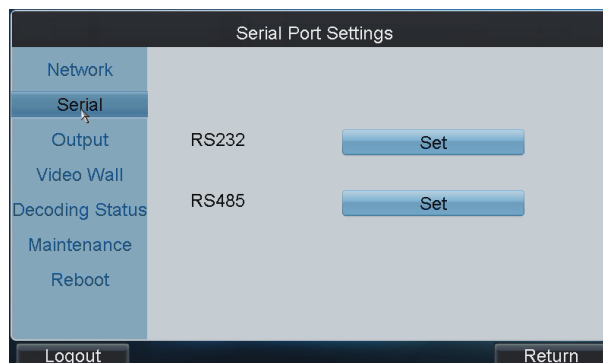 Serial Port Settings
Network
Serial
Output
Video Wall
Decoding Status
Maintenance
Reboot
RS232 Set
RS485 Set
Logout Return